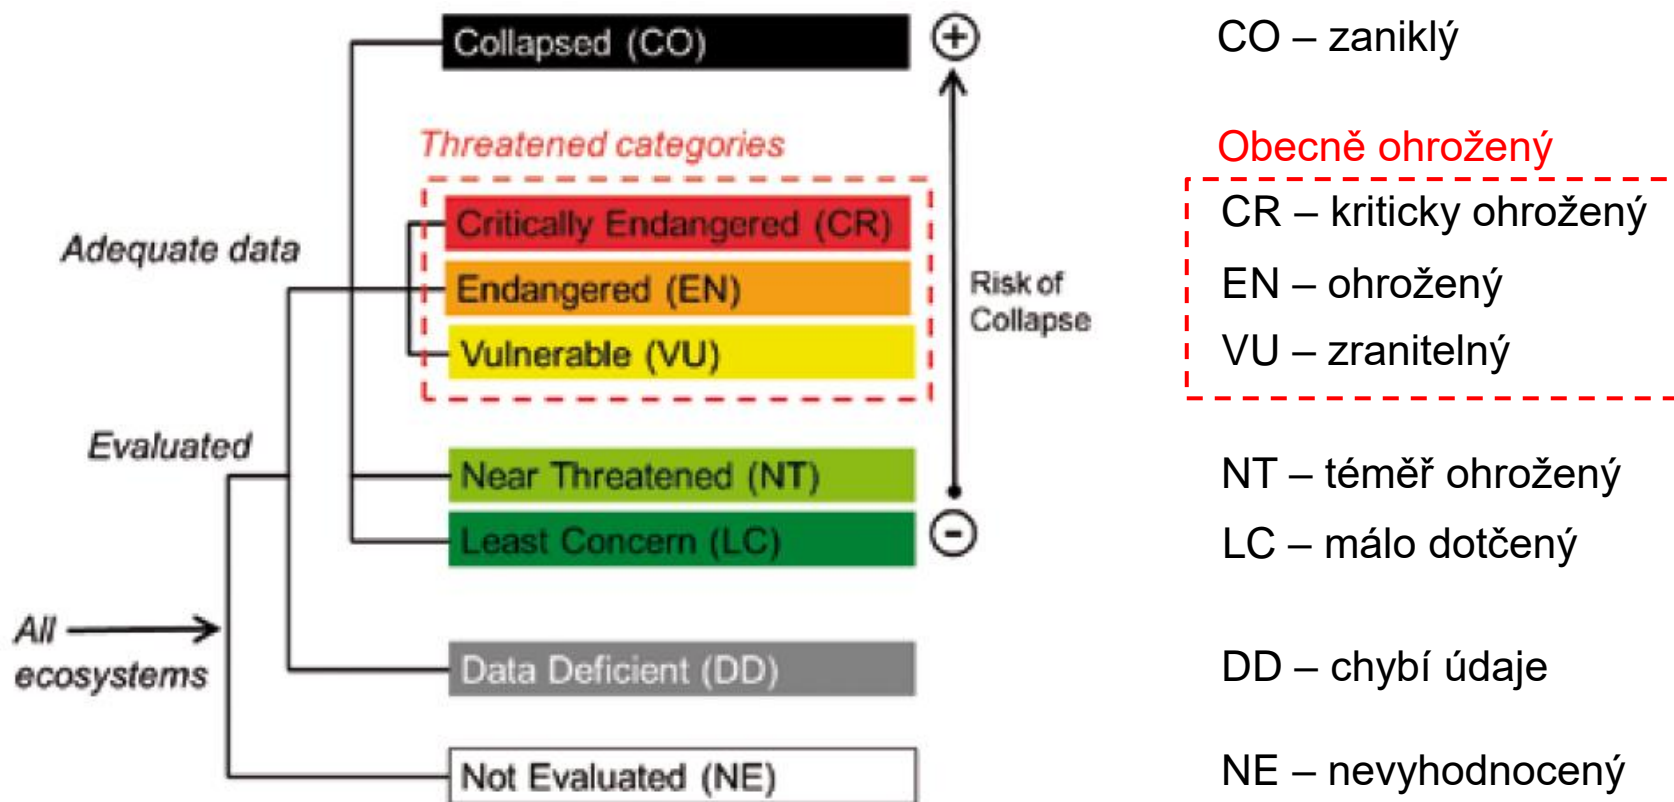 Collapsed (CO)
+
CO – zaniklý
Threatened categories
Obecně ohrožený
Critically Endangered (CR)
CR – kriticky ohrožený
Adequate data
Endangered (EN)
Risk of
Collapse
EN – ohrožený
Vulnerable (VU)
VU – zranitelný
Evaluated
Near Threatened (NT)
NT – téměř ohrožený
Least Concern (LC)
-
LC – málo dotčený
All
ecosystems
Data Deficient (DD)
DD – chybí údaje
Not Evaluated (NE)
NE – nevyhodnocený